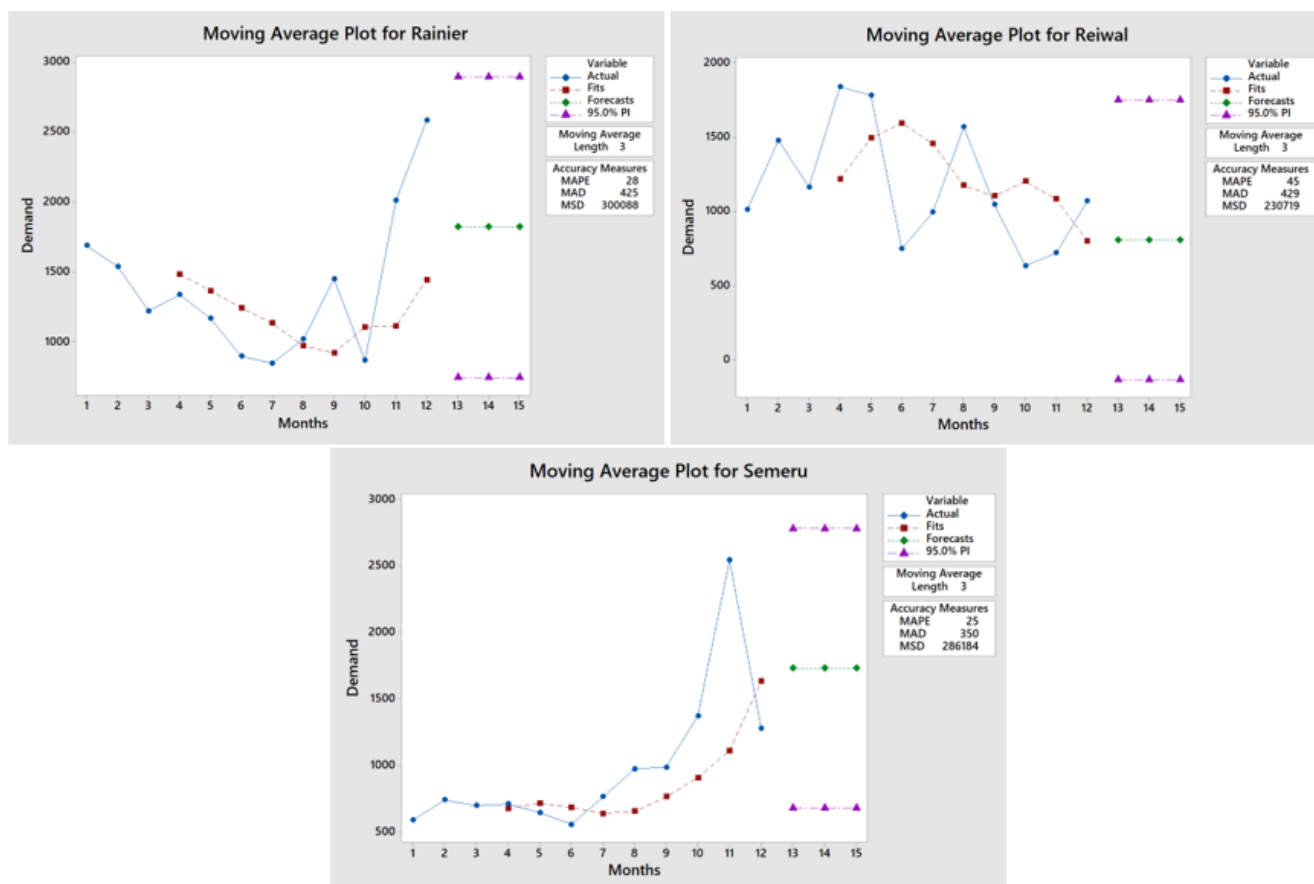 Moving Average Plot for Rainier
3000
2500
2000
1500
1000
Demand
1 2 3 4 5 6 7 8 9 10 11 12 13 14 15
Months
Variable
Actual
Fits
Forecasts
95.0% PI
Moving Average
Length 3
Accuracy Measures
MAPE 28
MAD 425
MSD 300088
Moving Average Plot for Reiwal
2000
1500
1000
500
0
Demand
1 2 3 4 5 6 7 8 9 10 11 12 13 14 15
Months
Variable
Actual
Fits
Forecasts
95.0% PI
Moving Average
Length 3
Accuracy Measures
MAPE 45
MAD 429
MSD 230719
Moving Average Plot for Semeru
3000
2500
2000
1500
1000
500
Demand
1 2 3 4 5 6 7 8 9 10 11 12 13 14 15
Months
Variable
Actual
Fits
Forecasts
95.0% PI
Moving Average
Length 3
Accuracy Measures
MAPE 25
MAD 350
MSD 286184